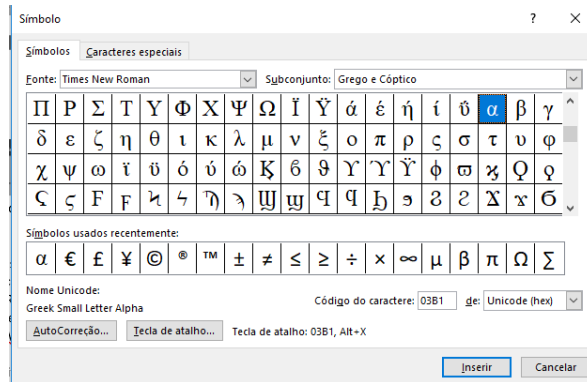 Símbolo ? ×
Símbolos Caracteres especiais
Fonte: Times New Roman Subconjunto: Grego e Cóptico
Π Ρ Σ Τ Υ Φ Χ Ψ Ω Ϊ Ϋ ά έ ή ί ΰ α β γ
δ ε ζ η θ ι κ λ μ ν ξ ο π ρ ς σ τ υ φ
χ ψ ω ϊ ϋ ό ύ ώ Ϗ ϐ ϑ ϒ ϓ ϔ ϕ ϖ ϗ Ϙ ϙ
Ϛ ϛ Ϝ ϝ Ϟ ϟ Ϡ ϡ Ϣ ϣ Ϥ ϥ Ϧ ϧ Ϩ ϩ Ϫ ϫ Ϭ
Símbolos usados recentemente:
α € £ ¥ © ® ™ ± ≠ ≤ ≥ ÷ × ∞ µ β π Ω ∑
Nome Unicode:
Greek Small Letter Alpha Código do caractere: 03B1 de: Unicode (hex)
AutoCorreção... Tecla de atalho... Tecla de atalho: 03B1, Alt+X
Inserir Cancelar